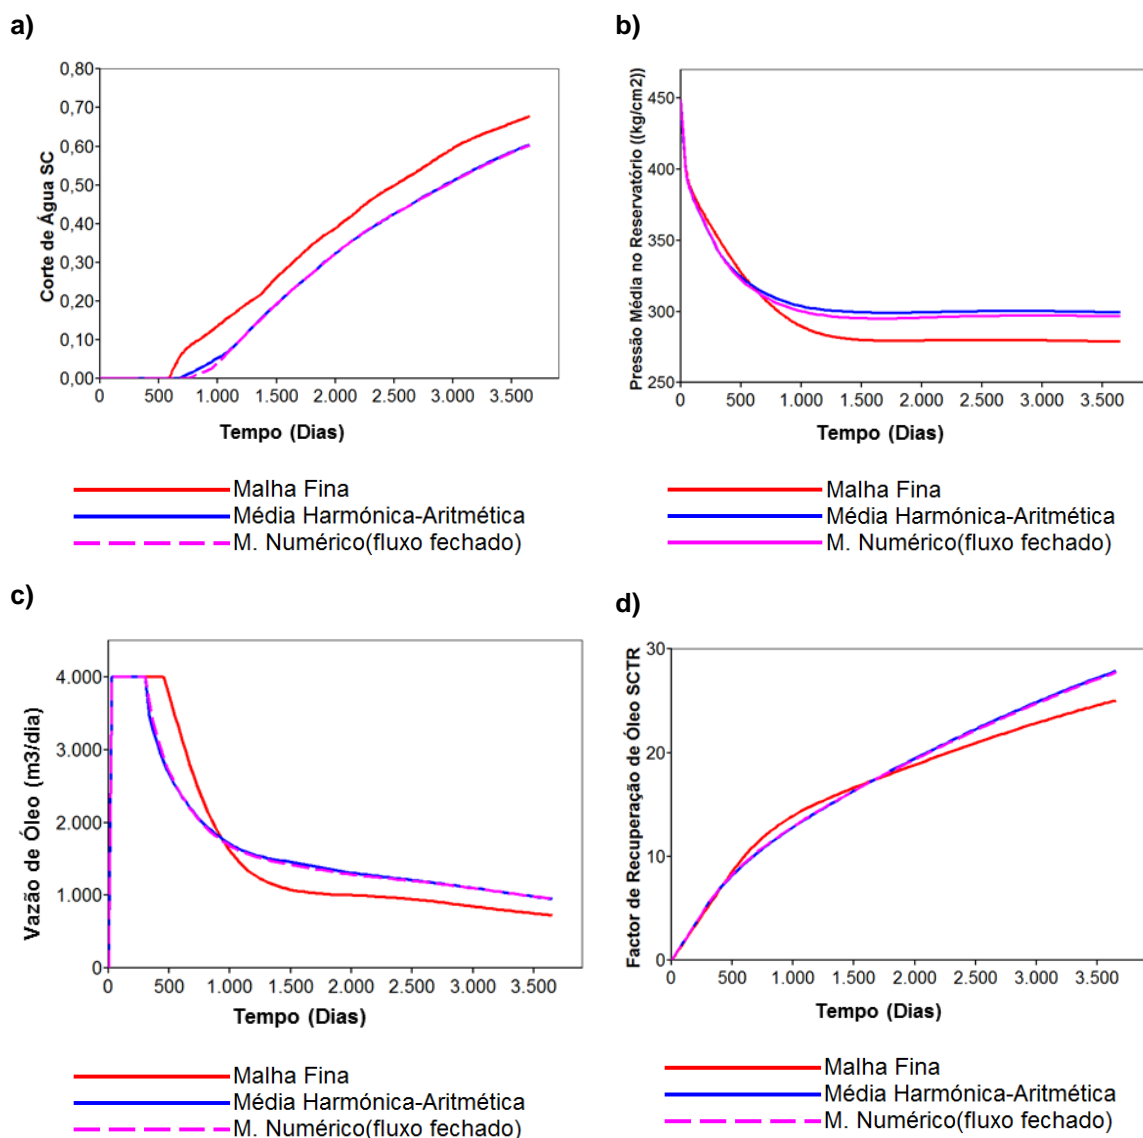 a)
Corte de Água SC
0,80
0,70
0,60
0,50
0,40
0,30
0,20
0,10
0,00
0 500 1.000 1.500 2.000 2.500 3.000 3.500
Tempo (Dias)
Malha Fina
Média Harmónica-Aritmética
M. Numérico(fluxo fechado)
b)
Pressão Média no Reservatório ((kg/cm2))
450
400
350
300
250
0 500 1.000 1.500 2.000 2.500 3.000 3.500
Tempo (Dias)
Malha Fina
Média Harmónica-Aritmética
M. Numérico(fluxo fechado)
c)
Vazão de Óleo (m3/dia)
4.000
3.000
2.000
1.000
0
0 500 1.000 1.500 2.000 2.500 3.000 3.500
Tempo (Dias)
Malha Fina
Média Harmónica-Aritmética
M. Numérico(fluxo fechado)
d)
Factor de Recuperação de Óleo SCTR
30
20
10
0
0 500 1.000 1.500 2.000 2.500 3.000 3.500
Tempo (Dias)
Malha Fina
Média Harmónica-Aritmética
M. Numérico(fluxo fechado)